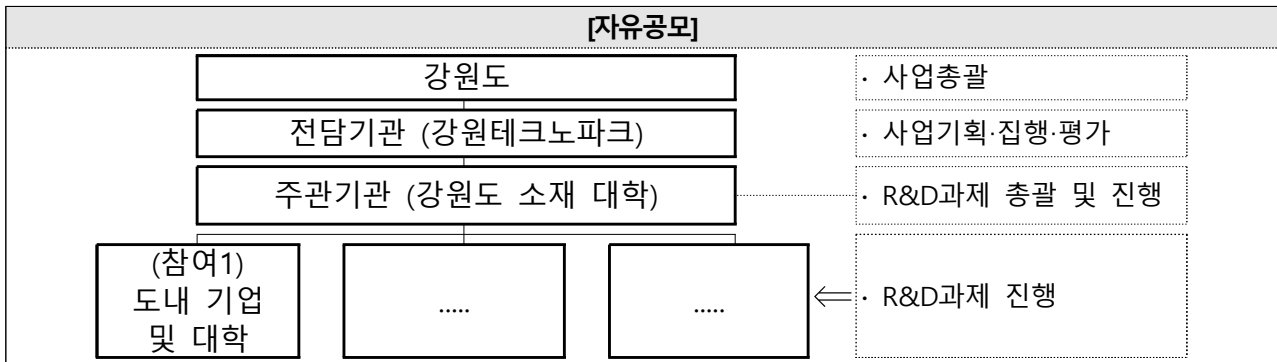 [자유공모]
강원도
· 사업총괄
전담기관 (강원테크노파크)
· 사업기획·집행·평가
주관기관 (강원도 소재 대학)
· R&D과제 총괄 및 진행
(참여1)
도내 기업
및 대학
.....
.....
· R&D과제 진행